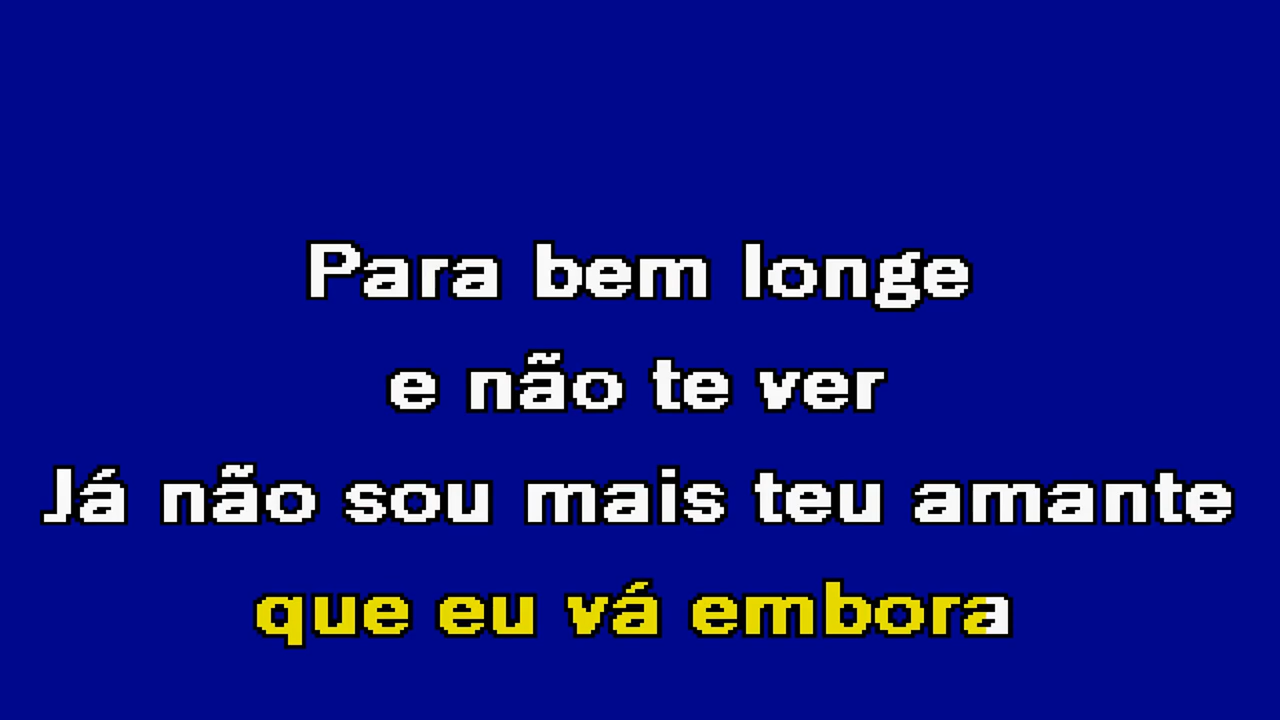 Para bem longe
e não te ver
Já não sou mais teu amante
que eu vá embora